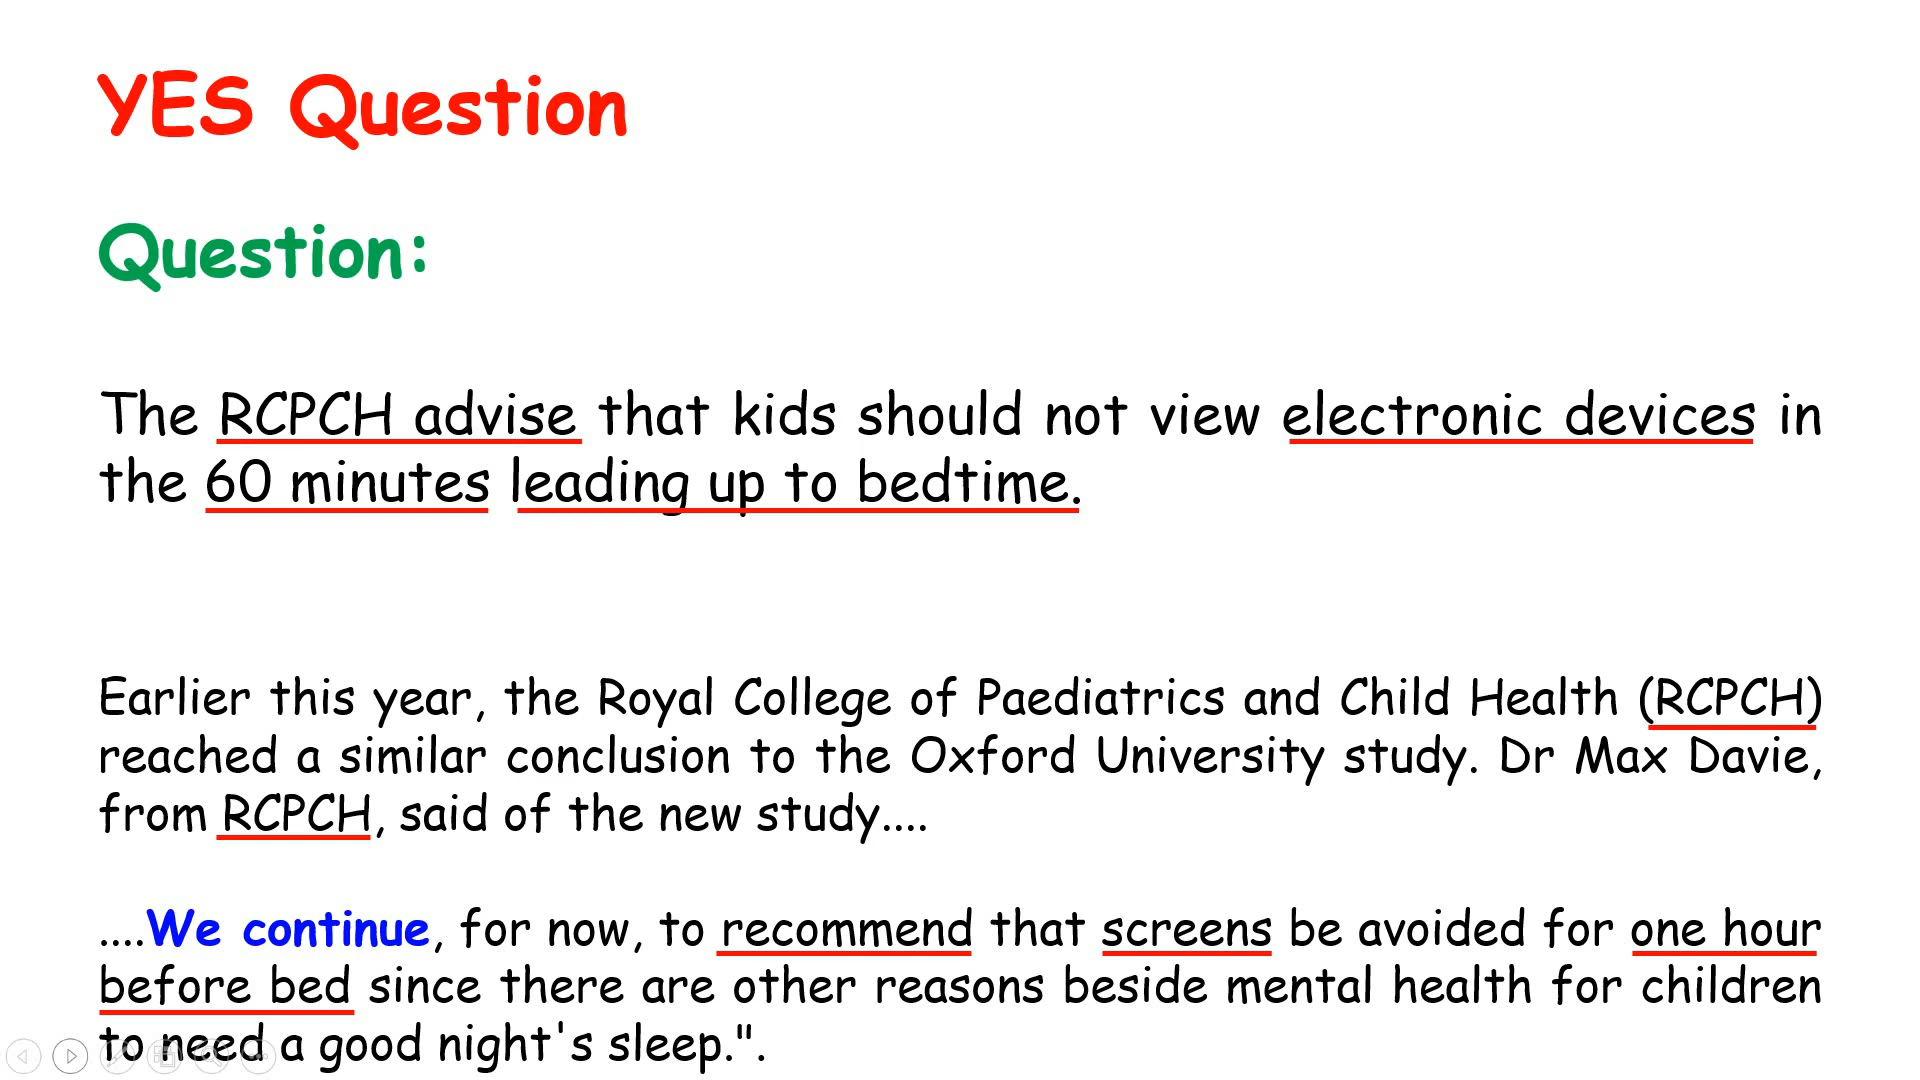 YES Question
Question:
The RCPCH advise that kids should not view electronic devices in
the 60 minutes leading up to bedtime.
Earlier this year, the Royal College of Paediatrics and Child Health (RCPCH)
reached a similar conclusion to the Oxford University study. Dr Max Davie,
from RCPCH, said of the new study....
....We continue, for now, to recommend that screens be avoided for one hour
before bed since there are other reasons beside mental health for children
to need a good night's sleep.".